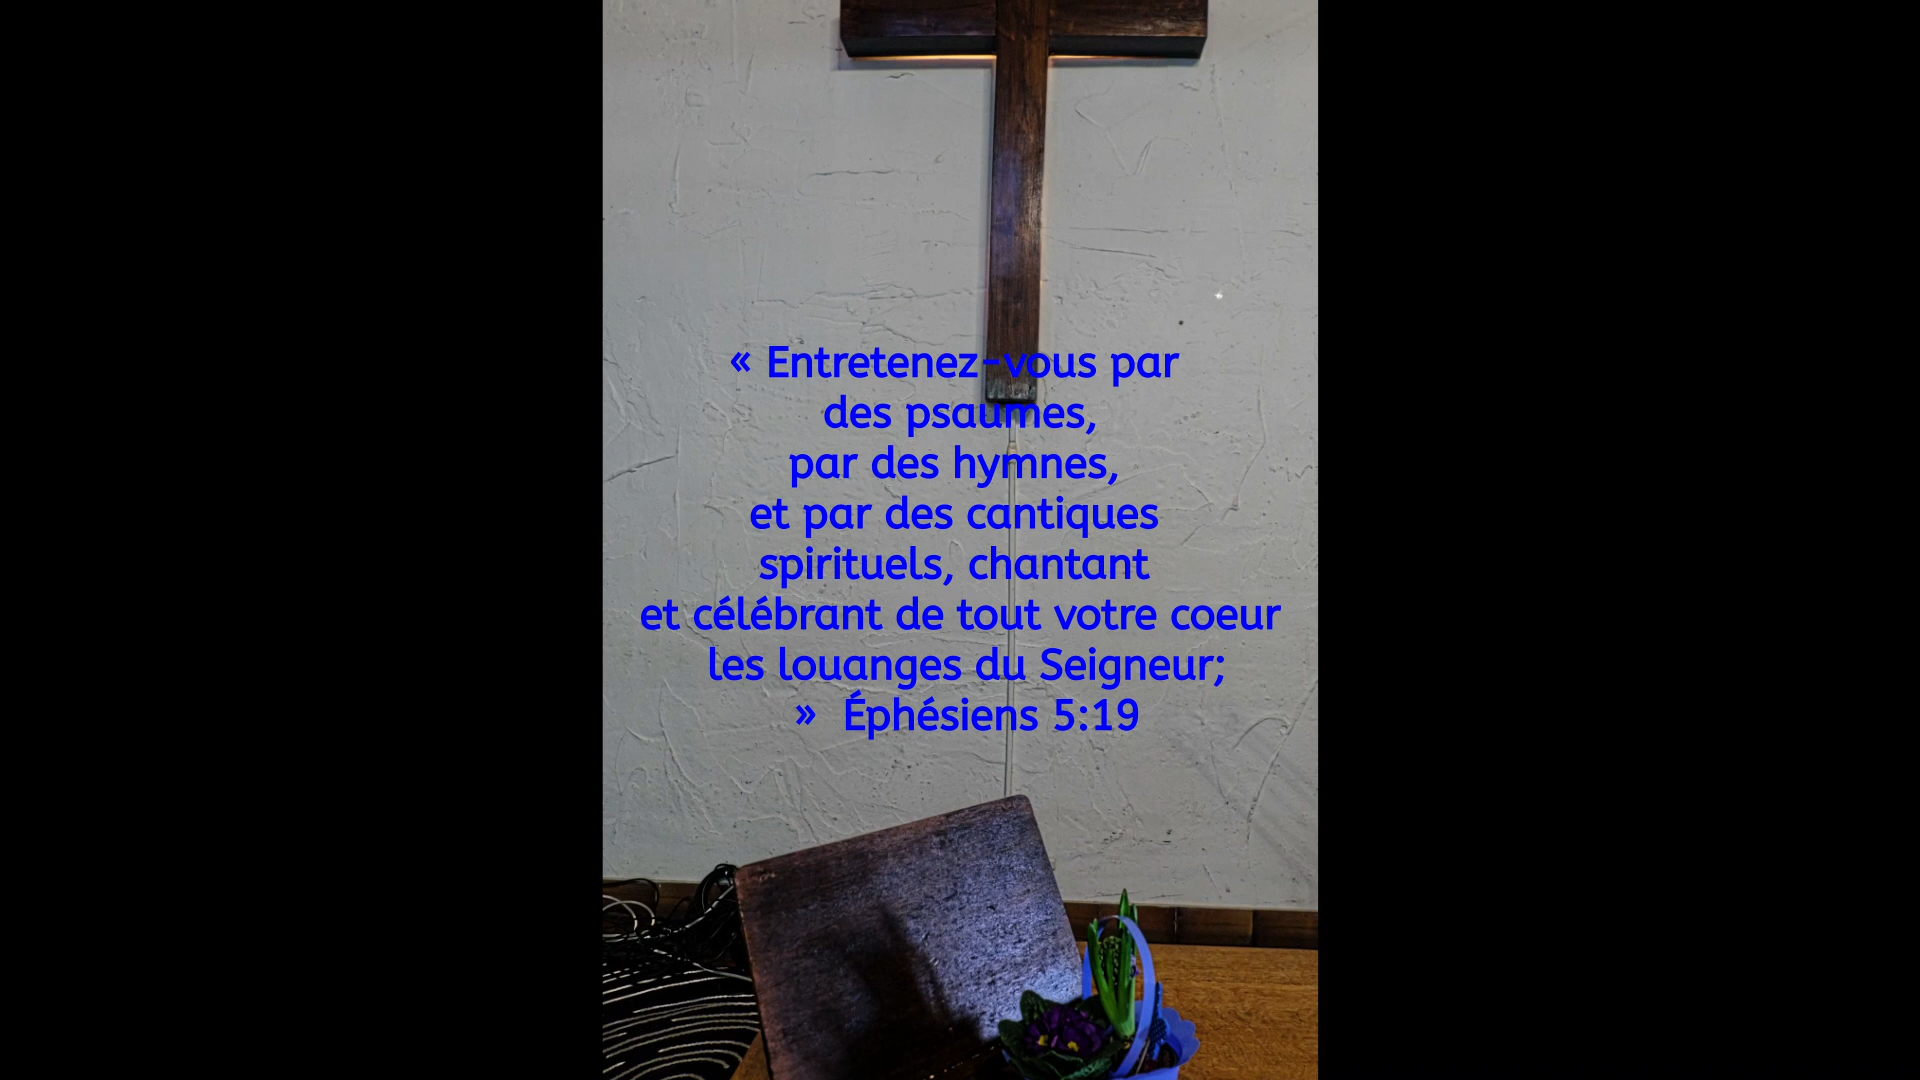 « Entretenez-vous par
des psaumes,
par des hymnes,
et par des cantiques
spirituels, chantant
et célébrant de tout votre coeur
les louanges du Seigneur;
»  Éphésiens 5:19